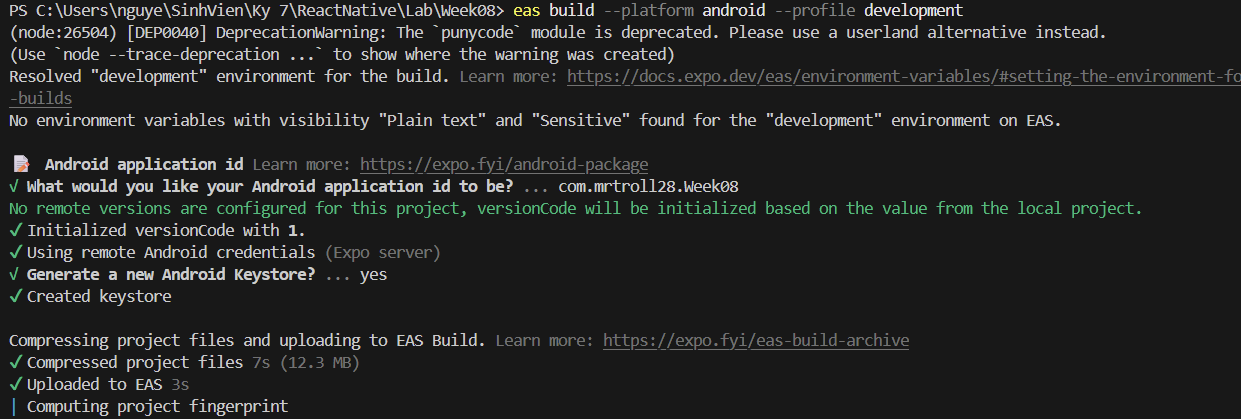 PS C:\Users\nguye\SinhVien\Ky 7\ReactNative\Lab\Week08> eas build --platform android --profile development
(node:26504) [DEP0040] DeprecationWarning: The `punycode` module is deprecated. Please use a userland alternative instead.
(Use `node --trace-deprecation ...` to show where the warning was created)
Resolved "development" environment for the build. Learn more: https://docs.expo.dev/eas/environment-variables/#setting-the-environment-fo
-builds
No environment variables with visibility "Plain text" and "Sensitive" found for the "development" environment on EAS.
📝 Android application id Learn more: https://expo.fyi/android-package
√ What would you like your Android application id to be? ... com.mrtroll28.Week08
No remote versions are configured for this project, versionCode will be initialized based on the value from the local project.
✔ Initialized versionCode with 1.
✔ Using remote Android credentials (Expo server)
√ Generate a new Android Keystore? ... yes
✔ Created keystore
Compressing project files and uploading to EAS Build. Learn more: https://expo.fyi/eas-build-archive
✔ Compressed project files 7s (12.3 MB)
✔ Uploaded to EAS 3s
| Computing project fingerprint